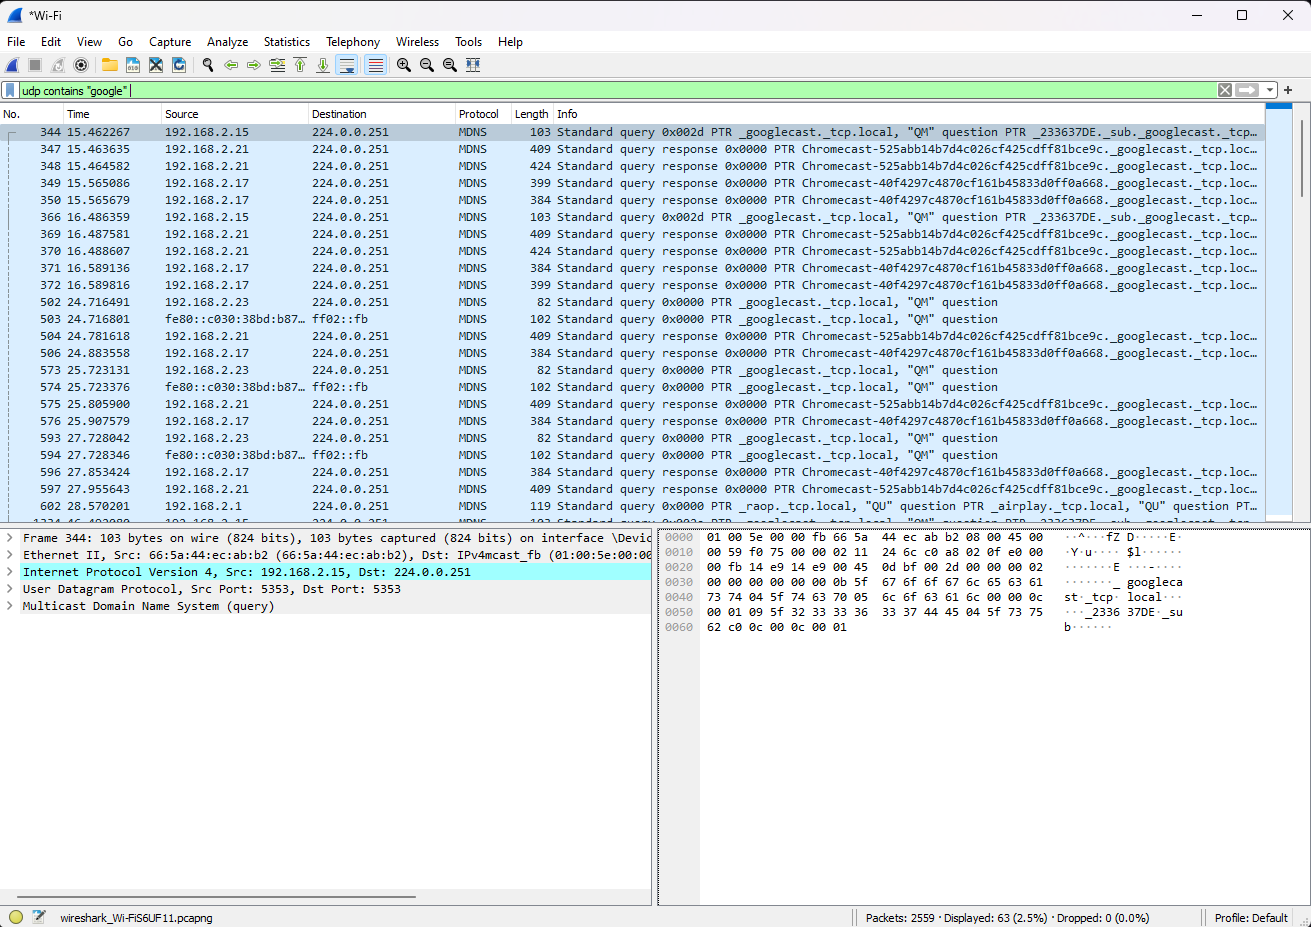 *Wi-Fi
File Edit View Go Capture Analyze Statistics Telephony Wireless Tools Help
udp contains "google"
No. Time Source Destination Protocol Length Info
344 15.462267 192.168.2.15 224.0.0.251 MDNS 103 Standard query 0x002d PTR _googlecast._tcp.local, "QM" question PTR _233637DE._sub._googlecast._tcp…
347 15.463635 192.168.2.21 224.0.0.251 MDNS 409 Standard query response 0x0000 PTR Chromecast-525abb14b7d4c026cf425cdff81bce9c._googlecast._tcp.loc…
348 15.464582 192.168.2.21 224.0.0.251 MDNS 424 Standard query response 0x0000 PTR Chromecast-525abb14b7d4c026cf425cdff81bce9c._googlecast._tcp.loc…
349 15.565086 192.168.2.17 224.0.0.251 MDNS 399 Standard query response 0x0000 PTR Chromecast-40f4297c4870cf161b45833d0ff0a668._googlecast._tcp.loc…
350 15.565679 192.168.2.17 224.0.0.251 MDNS 384 Standard query response 0x0000 PTR Chromecast-40f4297c4870cf161b45833d0ff0a668._googlecast._tcp.loc…
366 16.486359 192.168.2.15 224.0.0.251 MDNS 103 Standard query 0x002d PTR _googlecast._tcp.local, "QM" question PTR _233637DE._sub._googlecast._tcp…
369 16.487581 192.168.2.21 224.0.0.251 MDNS 409 Standard query response 0x0000 PTR Chromecast-525abb14b7d4c026cf425cdff81bce9c._googlecast._tcp.loc…
370 16.488607 192.168.2.21 224.0.0.251 MDNS 424 Standard query response 0x0000 PTR Chromecast-525abb14b7d4c026cf425cdff81bce9c._googlecast._tcp.loc…
371 16.589136 192.168.2.17 224.0.0.251 MDNS 384 Standard query response 0x0000 PTR Chromecast-40f4297c4870cf161b45833d0ff0a668._googlecast._tcp.loc…
372 16.589816 192.168.2.17 224.0.0.251 MDNS 399 Standard query response 0x0000 PTR Chromecast-40f4297c4870cf161b45833d0ff0a668._googlecast._tcp.loc…
502 24.716491 192.168.2.23 224.0.0.251 MDNS 82 Standard query 0x0000 PTR _googlecast._tcp.local, "QM" question
503 24.716801 fe80::c030:38bd:b87… ff02::fb MDNS 102 Standard query 0x0000 PTR _googlecast._tcp.local, "QM" question
504 24.781618 192.168.2.21 224.0.0.251 MDNS 409 Standard query response 0x0000 PTR Chromecast-525abb14b7d4c026cf425cdff81bce9c._googlecast._tcp.loc…
506 24.883558 192.168.2.17 224.0.0.251 MDNS 384 Standard query response 0x0000 PTR Chromecast-40f4297c4870cf161b45833d0ff0a668._googlecast._tcp.loc…
573 25.723131 192.168.2.23 224.0.0.251 MDNS 82 Standard query 0x0000 PTR _googlecast._tcp.local, "QM" question
574 25.723376 fe80::c030:38bd:b87… ff02::fb MDNS 102 Standard query 0x0000 PTR _googlecast._tcp.local, "QM" question
575 25.805900 192.168.2.21 224.0.0.251 MDNS 409 Standard query response 0x0000 PTR Chromecast-525abb14b7d4c026cf425cdff81bce9c._googlecast._tcp.loc…
576 25.907579 192.168.2.17 224.0.0.251 MDNS 384 Standard query response 0x0000 PTR Chromecast-40f4297c4870cf161b45833d0ff0a668._googlecast._tcp.loc…
593 27.728042 192.168.2.23 224.0.0.251 MDNS 82 Standard query 0x0000 PTR _googlecast._tcp.local, "QM" question
594 27.728346 fe80::c030:38bd:b87… ff02::fb MDNS 102 Standard query 0x0000 PTR _googlecast._tcp.local, "QM" question
596 27.853424 192.168.2.17 224.0.0.251 MDNS 384 Standard query response 0x0000 PTR Chromecast-40f4297c4870cf161b45833d0ff0a668._googlecast._tcp.loc…
597 27.955643 192.168.2.21 224.0.0.251 MDNS 409 Standard query response 0x0000 PTR Chromecast-525abb14b7d4c026cf425cdff81bce9c._googlecast._tcp.loc…
602 28.570201 192.168.2.1 224.0.0.251 MDNS 119 Standard query 0x0000 PTR _raop._tcp.local, "QU" question PTR _airplay._tcp.local, "QU" question PT…
Frame 344: 103 bytes on wire (824 bits), 103 bytes captured (824 bits) on interface \Devic
Ethernet II, Src: 66:5a:44:ec:ab:b2 (66:5a:44:ec:ab:b2), Dst: IPv4mcast_fb (01:00:5e:00:00
Internet Protocol Version 4, Src: 192.168.2.15, Dst: 224.0.0.251
User Datagram Protocol, Src Port: 5353, Dst Port: 5353
Multicast Domain Name System (query)
0000 01 00 5e 00 00 fb 66 5a 44 ec ab b2 08 00 45 00 ··^···fZ D·····E·
0010 00 59 f0 75 00 00 02 11 24 6c c0 a8 02 0f e0 00 ·Y·u···· $l······
0020 00 fb 14 e9 14 e9 00 45 0d bf 00 2d 00 00 00 02 ·······E ···-····
0030 00 00 00 00 00 00 0b 5f 67 6f 6f 67 6c 65 63 61 ·······_ googleca
0040 73 74 04 5f 74 63 70 05 6c 6f 63 61 6c 00 00 0c st·_tcp· local···
0050 00 01 09 5f 32 33 33 36 33 37 44 45 04 5f 73 75 ···_2336 37DE·_su
0060 62 c0 0c 00 0c 00 01 b······
wireshark_Wi-FiS6UF11.pcapng
Packets: 2559 · Displayed: 63 (2.5%) · Dropped: 0 (0.0%)
Profile: Default